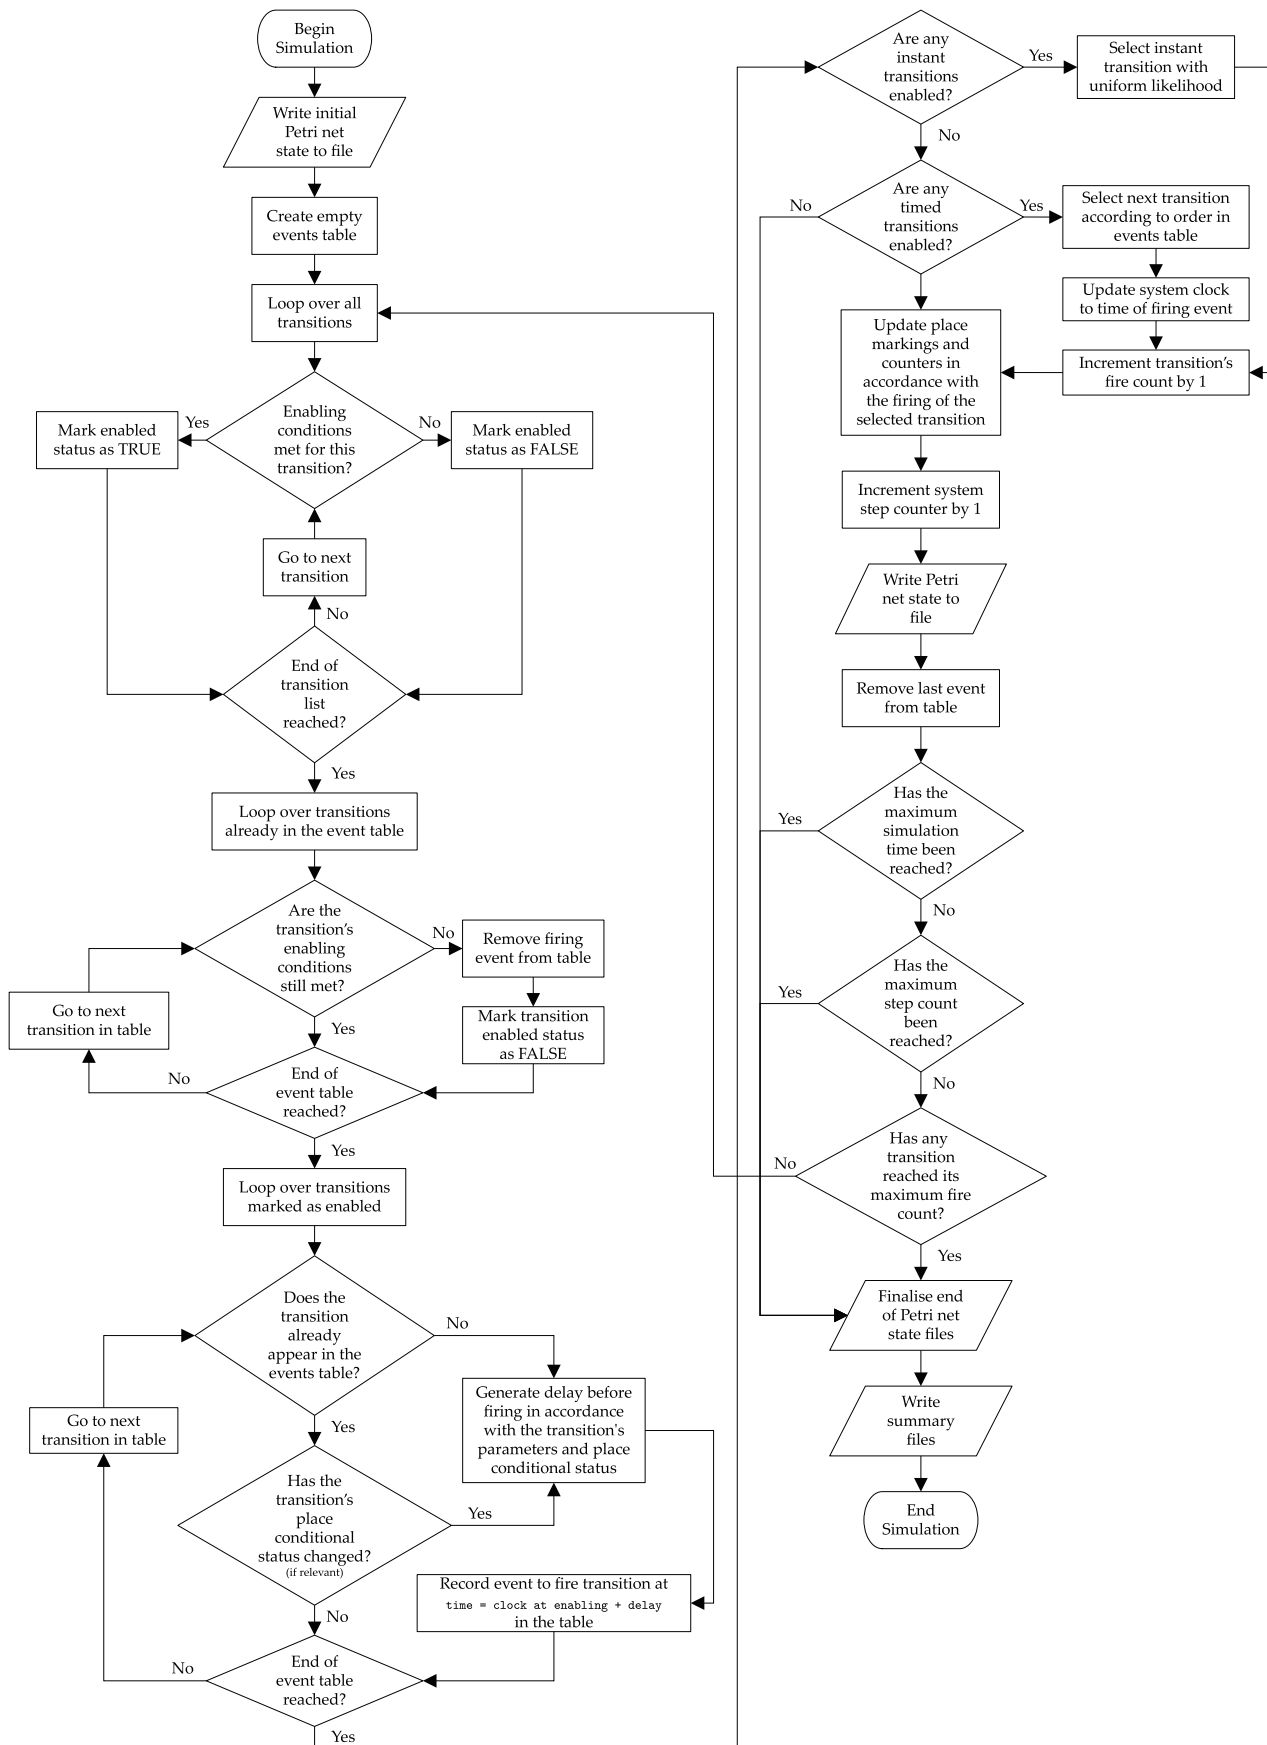 Begin
Simulation
Write initial
Petri net
state to file
Create empty
events table
Loop over all
transitions
Enabling
conditions
met for this
transition?
Yes
No
Mark enabled
status as TRUE
Mark enabled
status as FALSE
Go to next
transition
No
End of
transition
list
reached?
Yes
Loop over transitions
already in the event table
Are the
transition's
enabling
conditions
still met?
No
Remove firing
event from table
Mark transition
enabled status
as FALSE
Go to next
transition in table
Yes
No
End of
event table
reached?
Yes
Loop over transitions
marked as enabled
Does the
transition
already
appear in the
events table?
No
Generate delay before
firing in accordance
with the transition's
parameters and place
conditional status
Go to next
transition in table
Yes
Has the
transition's
place
conditional
status changed?
(if relevant)
Yes
Record event to fire transition at
time = clock at enabling + delay
in the table
No
No
End of
event table
reached?
Yes
Are any
instant
transitions
enabled?
Yes
Select instant
transition with
uniform likelihood
No
Are any
timed
transitions
enabled?
No
Yes
Select next transition
according to order in
events table
Update system clock
to time of firing event
Increment transition's
fire count by 1
Update place
markings and
counters in
accordance with
the firing of the
selected transition
Increment system
step counter by 1
Write Petri
net state to
file
Remove last event
from table
Has the
maximum
simulation
time been
reached?
Yes
No
Has the
maximum
step count
been
reached?
Yes
No
Has any
transition
reached its
maximum fire
count?
No
Yes
Finalise end
of Petri net
state files
Write
summary
files
End
Simulation